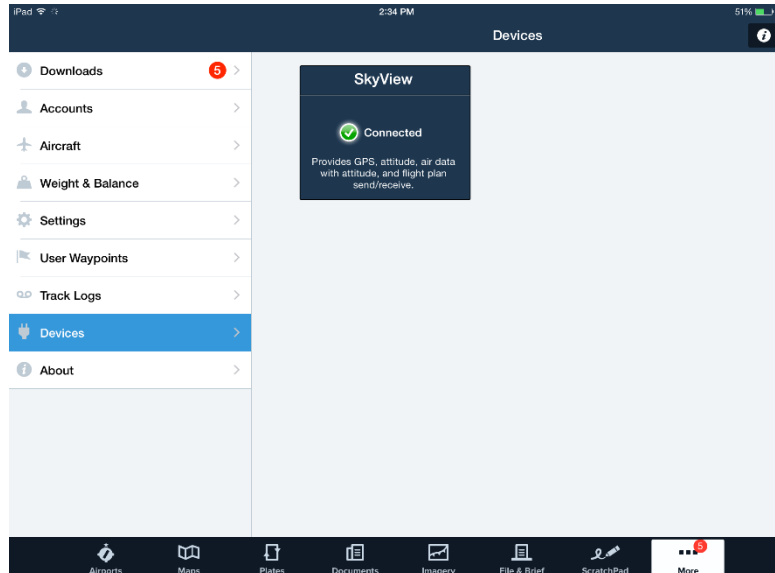 iPad 2:34 PM 51%
Devices
Downloads 5
Accounts
Aircraft
Weight & Balance
Settings
User Waypoints
Track Logs
Devices
About
SkyView
Connected
Provides GPS, attitude, air data
with attitude, and flight plan
send/receive.
5
Airports Maps Plates Documents Imagery File & Brief ScratchPad More